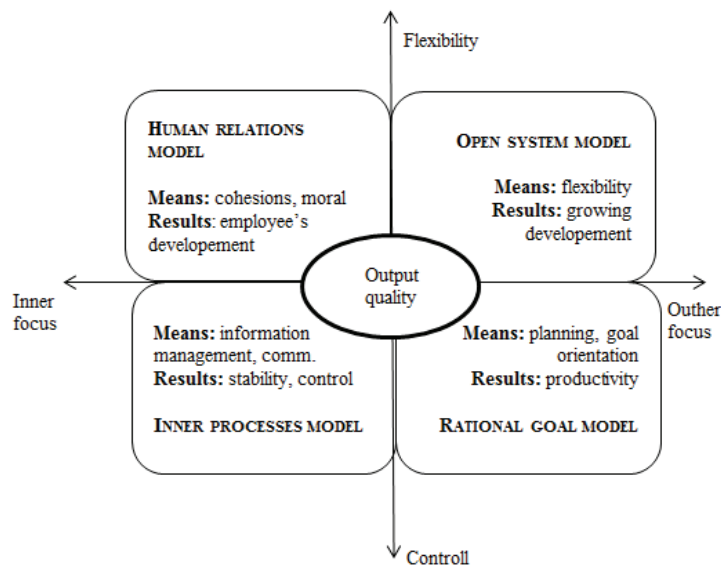 Flexibility
HUMAN RELATIONS
MODEL
Means: cohesions, moral
Results: employee's
developement
OPEN SYSTEM MODEL
Means: flexibility
Results: growing
developement
Output
quality
Inner
focus
Outher
focus
Means: information
management, comm.
Results: stability, control
INNER PROCESSES MODEL
Means: planning, goal
orientation
Results: productivity
RATIONAL GOAL MODEL
Controll